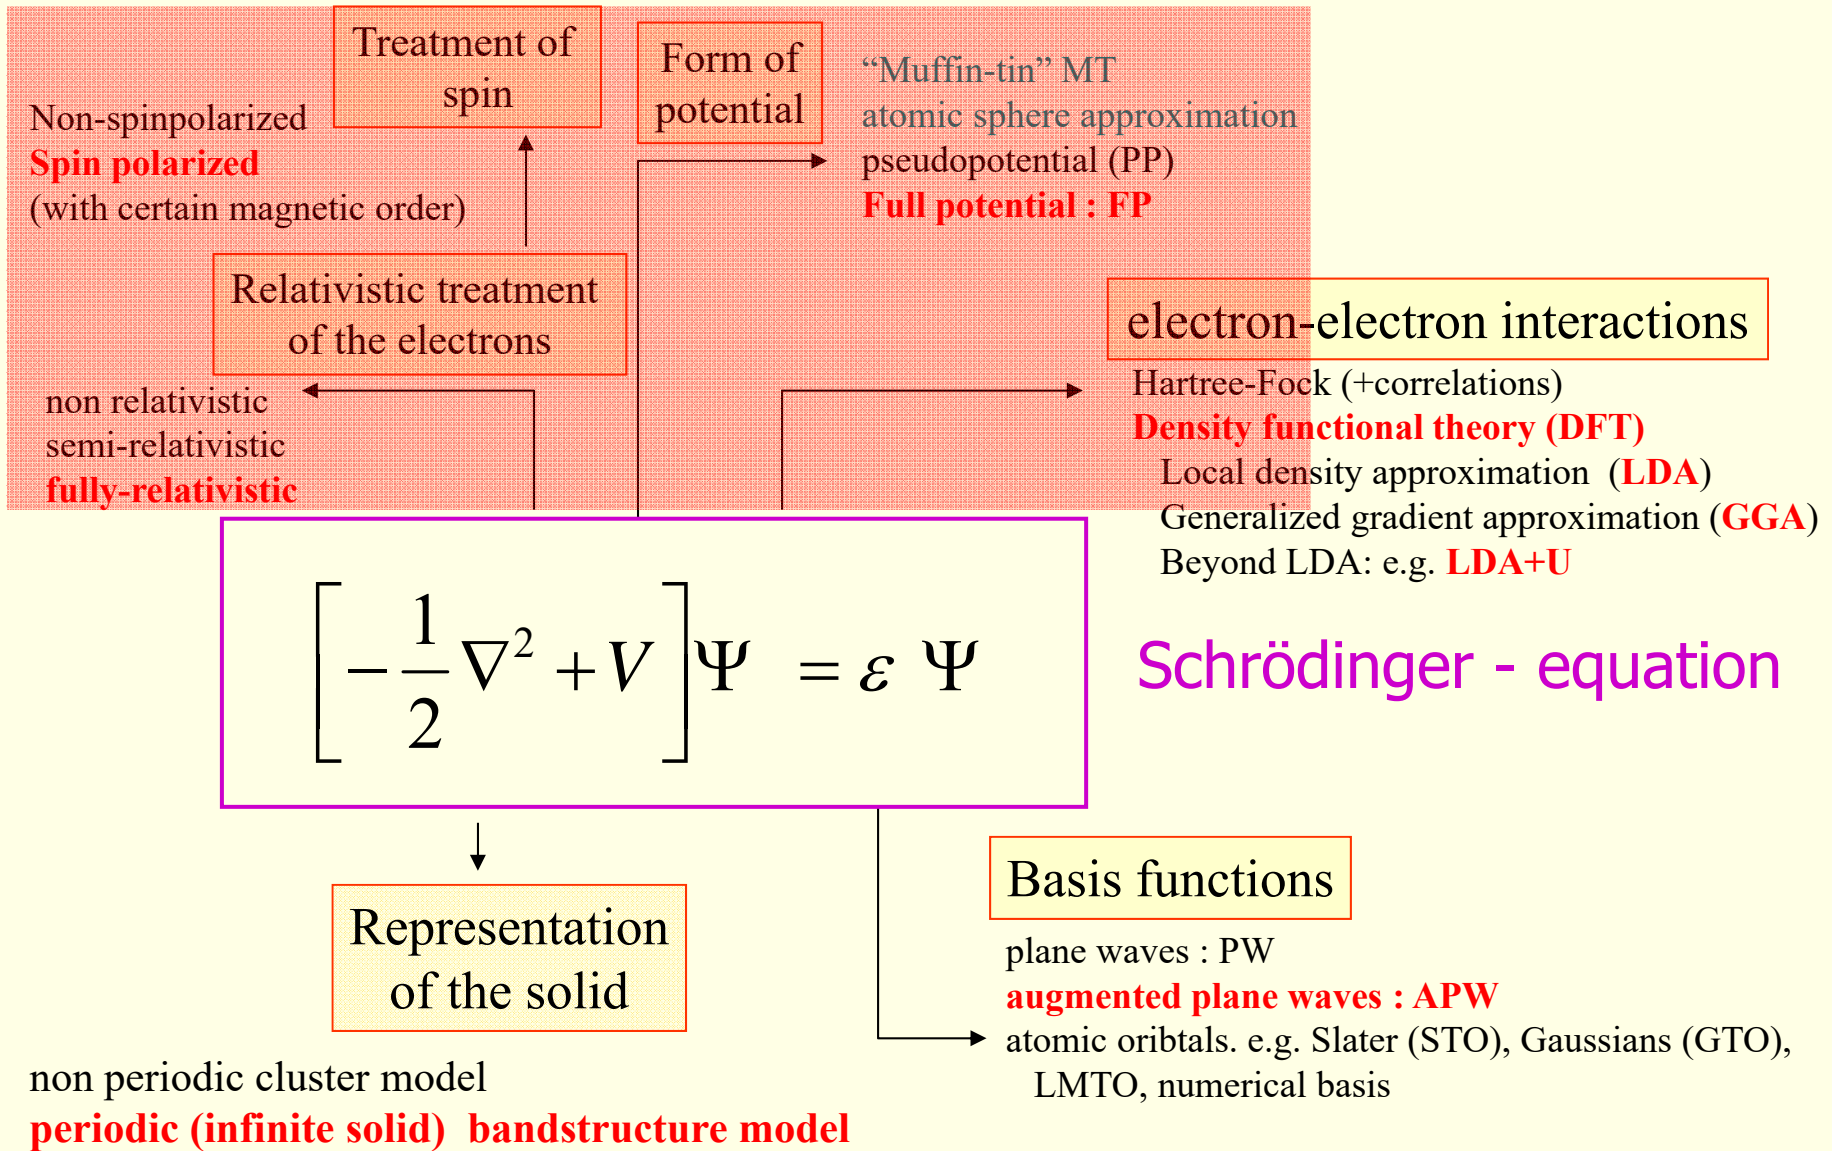 Treatment of
spin
Form of
potential
“Muffin-tin” MT
atomic sphere approximation
pseudopotential (PP)
Full potential : FP
Non-spinpolarized
Spin polarized
(with certain magnetic order)
Relativistic treatment
of the electrons
non relativistic
semi-relativistic
fully-relativistic
electron-electron interactions
Hartree-Fock (+correlations)
Density functional theory (DFT)
Local density approximation (LDA)
Generalized gradient approximation (GGA)
Beyond LDA: e.g. LDA+U
[-1/2 ∇² + V]Ψ = ε Ψ
Schrödinger - equation
Representation
of the solid
non periodic cluster model
periodic (infinite solid) bandstructure model
Basis functions
plane waves : PW
augmented plane waves : APW
atomic oribtals. e.g. Slater (STO), Gaussians (GTO),
LMTO, numerical basis